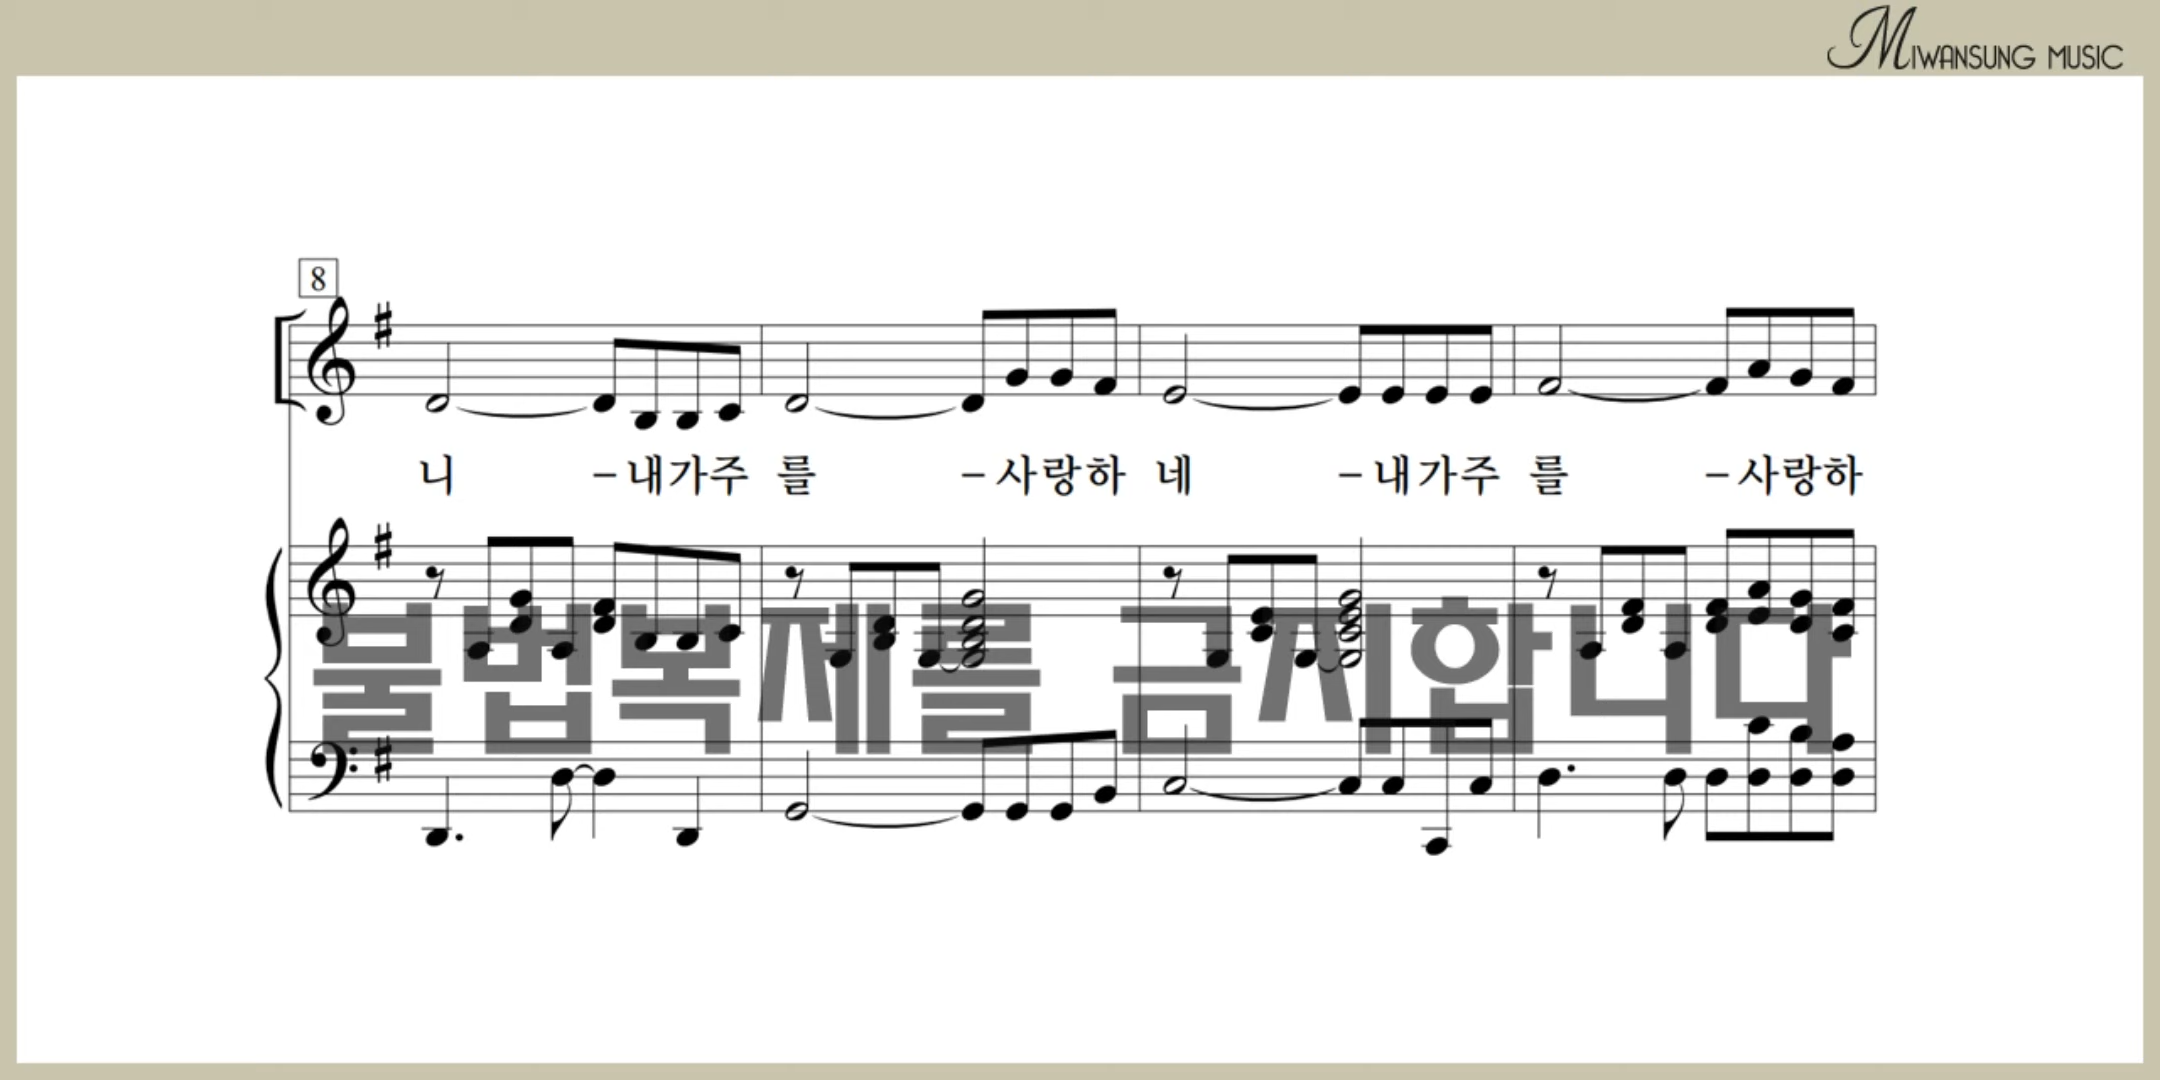 MIWANSUNG MUSIC
8
니 – 내가주 를 – 사랑하 네 – 내가주 를 – 사랑하
불법복제를 금지합니다